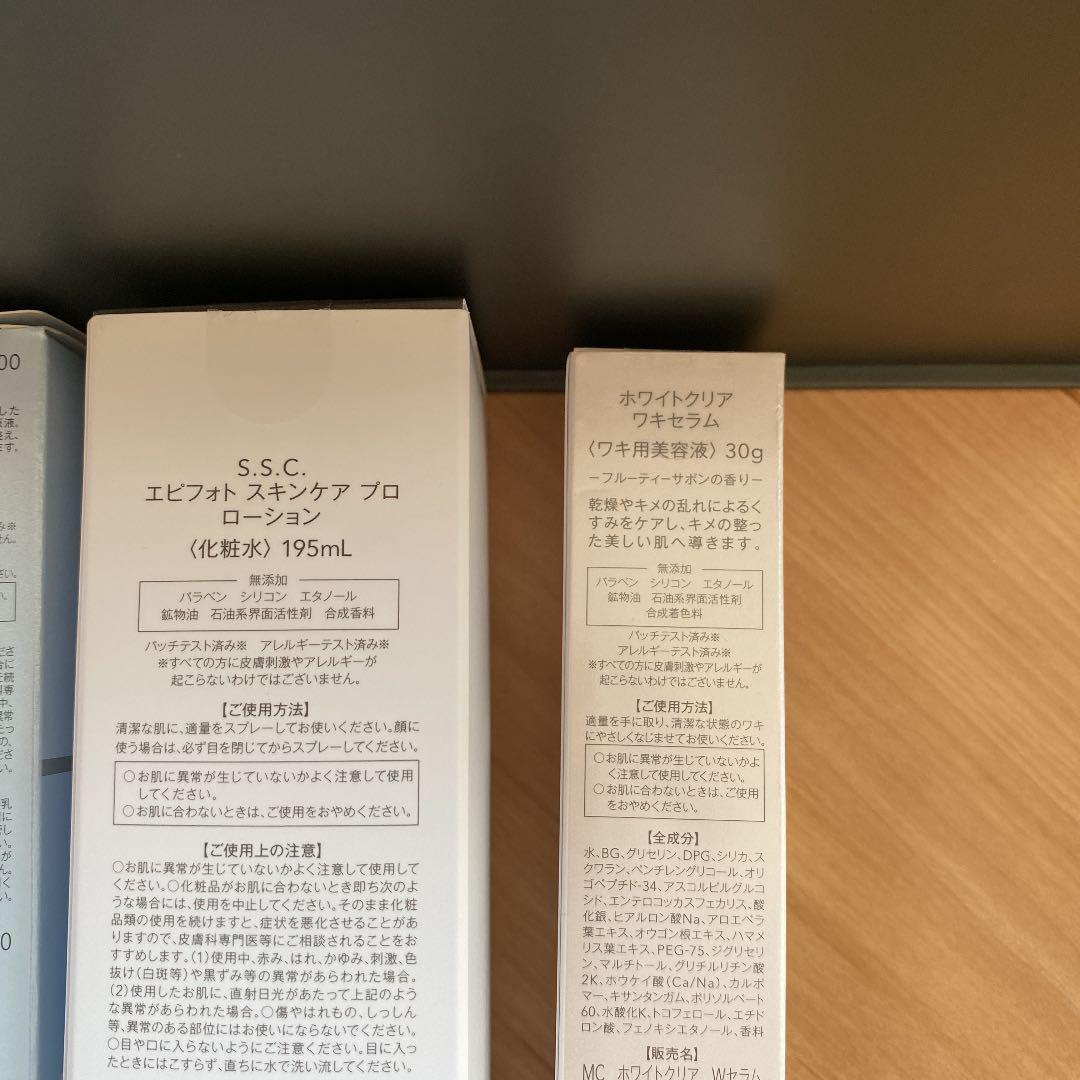 00
した
え、
ます。
み※
せん。
さい。
S.S.C.
エピフォト スキンケア プロ
ローション
〈化粧水〉 195mL
無添加
パラベン シリコン エタノール
鉱物油 石油系界面活性剤 合成香料
パッチテスト済み※ アレルギーテスト済み※
※すべての方に皮膚刺激やアレルギーが
起こらないわけではございません。
【ご使用方法】
清潔な肌に、適量をスプレーしてお使いください。顔に
使う場合は、必ず目を閉じてからスプレーしてください。
○お肌に異常が生じていないかよく注意して使用
してください。
○お肌に合わないときは、ご使用をおやめください。
【ご使用上の注意】
○お肌に異常が生じていないかよく注意して使用して
ください。○化粧品がお肌に合わないとき即ち次のよ
うな場合には、使用を中止してください。そのまま化粧
品類の使用を続けますと、症状を悪化させることがあ
りますので、皮膚科専門医等にご相談されることをお
すすめします。(1)使用中、赤み、はれ、かゆみ、刺激、色
抜け(白斑等)や黒ずみ等の異常があらわれた場合。
(2)使用したお肌に、直射日光があたって上記のよう
な異常があらわれた場合。○傷やはれもの、しっしん
等、異常のある部位にはお使いにならないでください。
○目や口に入らないようにご注意ください。目に入っ
たときにはこすらず、直ちに水で洗い流してください。
ホワイトクリア
ワキセラム
〈ワキ用美容液〉 30g
－フルーティーサボンの香り－
乾燥やキメの乱れによるく
すみをケアし、キメの整っ
た美しい肌へ導きます。
無添加
パラベン シリコン エタノール
鉱物油 石油系界面活性剤
合成着色料
パッチテスト済み※
アレルギーテスト済み※
※すべての方に皮膚刺激やアレルギーが
起こらないわけではございません。
【ご使用方法】
適量を手に取り、清潔な状態のワキ
にやさしくなじませてお使いください。
○お肌に異常が生じていないかよ
く注意して使用してください。
○お肌に合わないときは、ご使用
をおやめください。
【全成分】
水、BG、グリセリン、DPG、シリカ、ス
クワラン、ペンチレングリコール、オリ
ゴペプチド-34、アスコルビルグルコ
シド、エンテロコッカスフェカリス、酸
化銀、ヒアルロン酸Na、アロエベラ
葉エキス、オウゴン根エキス、ハマメ
リス葉エキス、PEG-75、ジグリセリ
ン、マルチトール、グリチルリチン酸
2K、ホウケイ酸(Ca/Na)、カルボ
マー、キサンタンガム、ポリソルベート
60、水酸化K、トコフェロール、エチド
ロン酸、フェノキシエタノール、香料
【販売名】
MC ホワイトクリア Wセラム